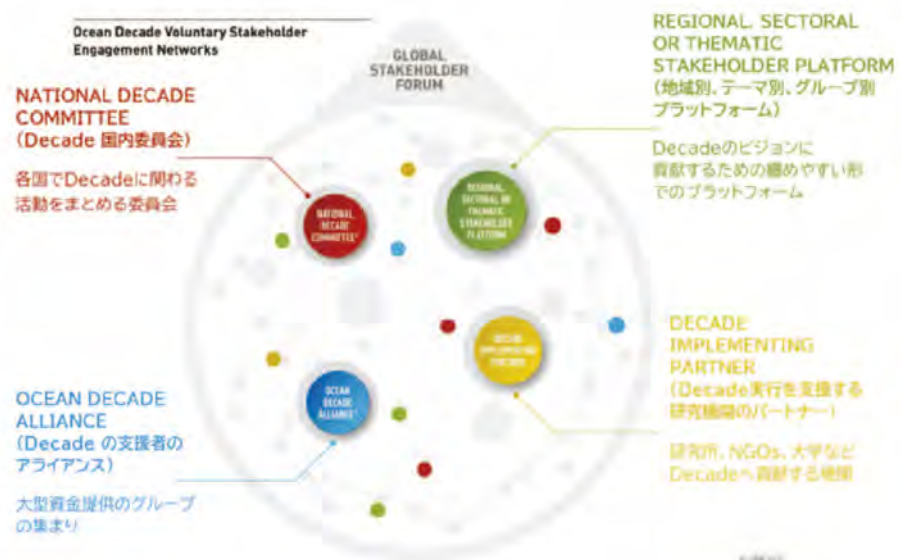 Ocean Decade Voluntary Stakeholder
Engagement Networks
GLOBAL
STAKEHOLDER
FORUM
NATIONAL DECADE
COMMITTEE
(Decade 国内委員会)
各国でDecadeに関わる
活動をまとめる委員会
REGIONAL, SECTORAL
OR THEMATIC
STAKEHOLDER PLATFORM
(地域別、テーマ別、グループ別
プラットフォーム)
Decadeのビジョンに
貢献するための纏めやすい形
でのプラットフォーム
NATIONAL
DECADE
COMMITTEE*
REGIONAL,
SECTORAL OR
THEMATIC
STAKEHOLDER
PLATFORM
DECADE
IMPLEMENTING
PARTNER
OCEAN
DECADE
ALLIANCE*
DECADE
IMPLEMENTING
PARTNER
(Decade実行を支援する
研究機関のパートナー)
研究所、NGOs、大学など
Decadeへ貢献する機関
OCEAN DECADE
ALLIANCE
(Decade の支援者の
アライアンス)
大型資金提供のグループ
の集まり